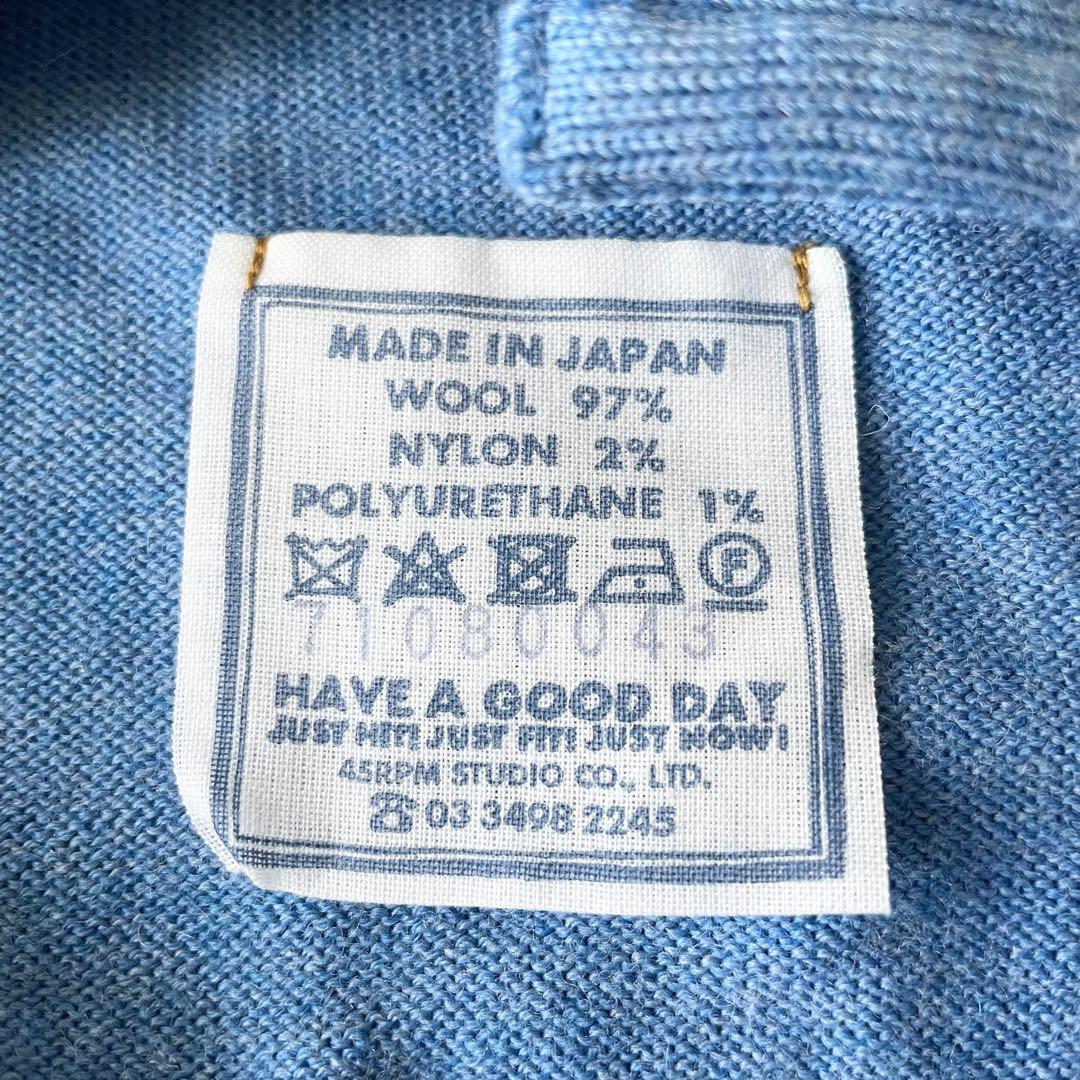 MADE IN JAPAN
WOOL 97%
NYLON 2%
POLYURETHANE 1%
F
71080043
HAVE A GOOD DAY
JUST HIT! JUST FIT! JUST NOW!
45RPM STUDIO CO., LTD.
☎ 03 3498 2245